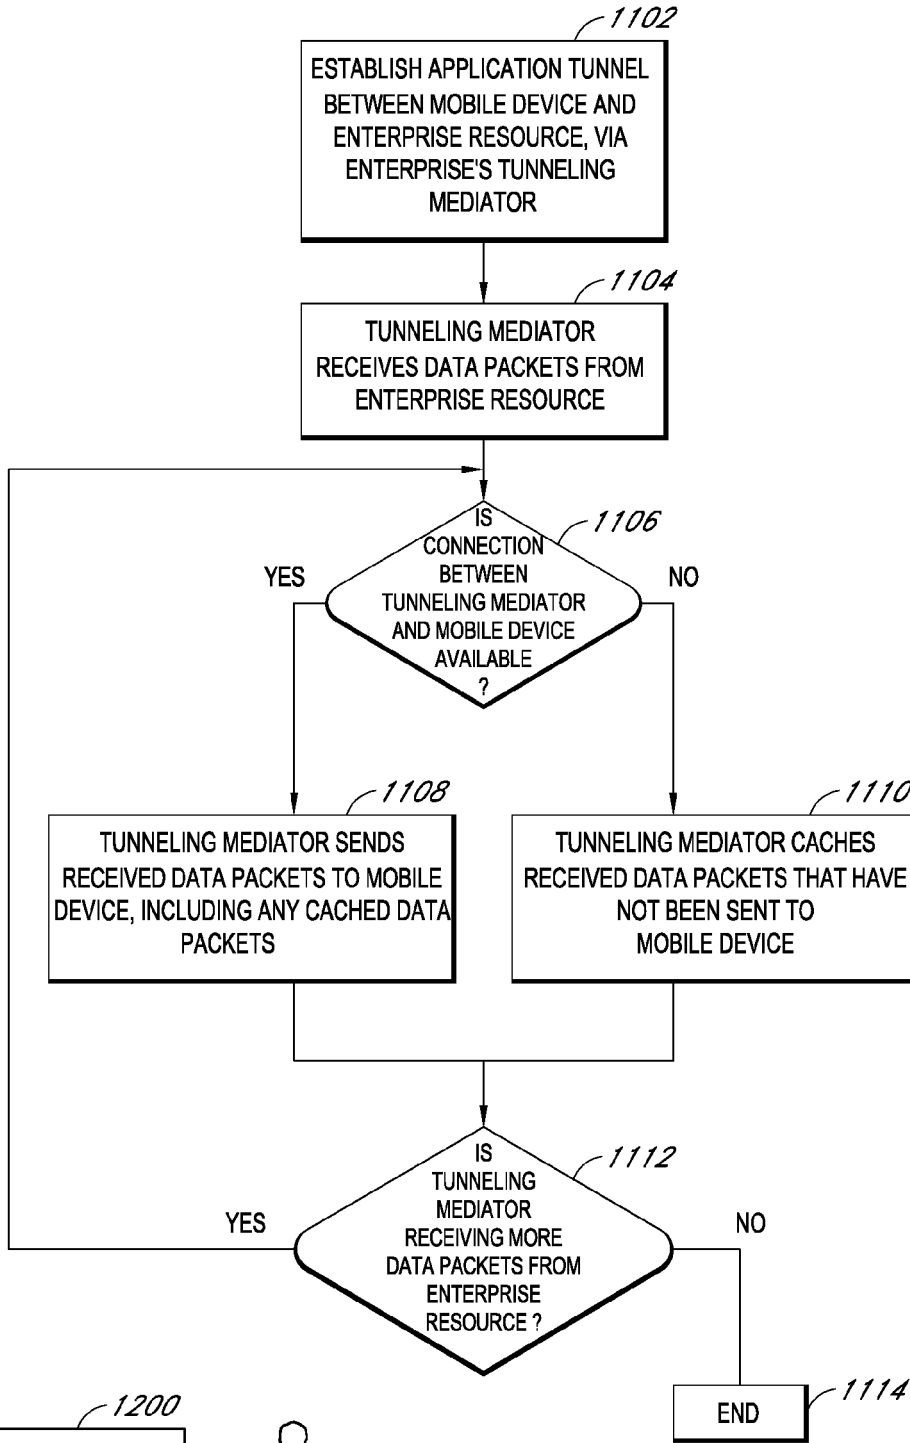 1102
ESTABLISH APPLICATION TUNNEL
BETWEEN MOBILE DEVICE AND
ENTERPRISE RESOURCE, VIA
ENTERPRISE'S TUNNELING
MEDIATOR
1104
TUNNELING MEDIATOR
RECEIVES DATA PACKETS FROM
ENTERPRISE RESOURCE
1106
IS
CONNECTION
BETWEEN
TUNNELING MEDIATOR
AND MOBILE DEVICE
AVAILABLE
?
YES
NO
1108
TUNNELING MEDIATOR SENDS
RECEIVED DATA PACKETS TO MOBILE
DEVICE, INCLUDING ANY CACHED DATA
PACKETS
1110
TUNNELING MEDIATOR CACHES
RECEIVED DATA PACKETS THAT HAVE
NOT BEEN SENT TO
MOBILE DEVICE
1112
IS
TUNNELING
MEDIATOR
RECEIVING MORE
DATA PACKETS FROM
ENTERPRISE
RESOURCE ?
YES
NO
1114
END
1200